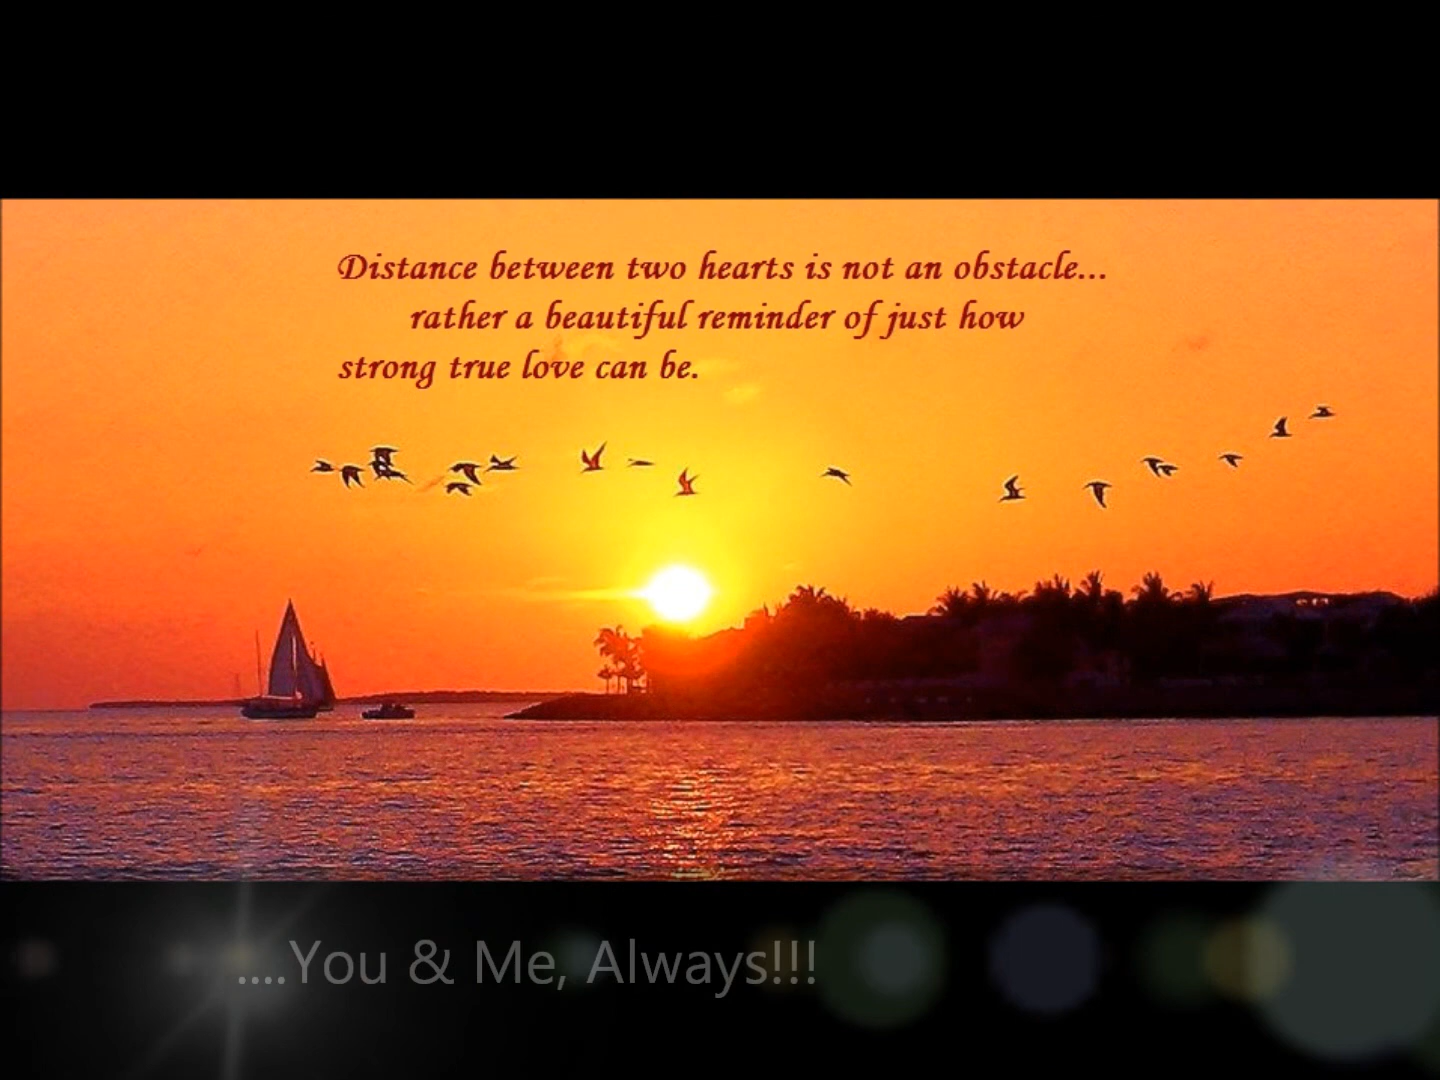 Distance between two hearts is not an obstacle...
rather a beautiful reminder of just how
strong true love can be.
....You & Me, Always!!!